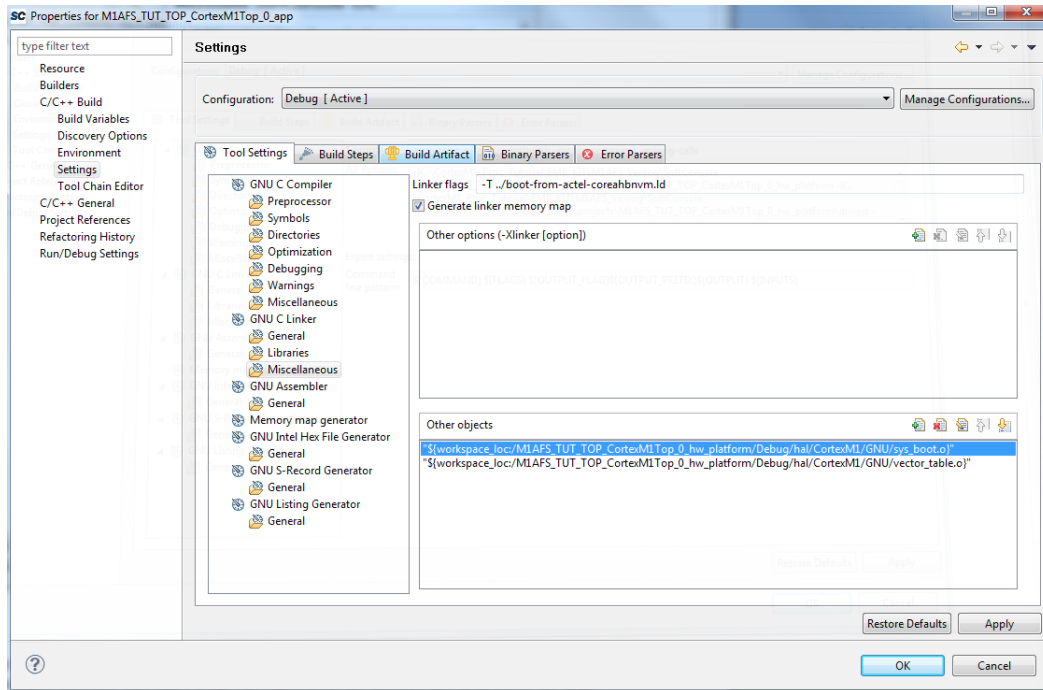 SC Properties for M1AFS_TUT_TOP_CortexM1Top_0_app
type filter text
Resource
Builders
C/C++ Build
Build Variables
Discovery Options
Environment
Settings
Tool Chain Editor
C/C++ General
Project References
Refactoring History
Run/Debug Settings
Settings
Configuration: Debug [ Active ] Manage Configurations...
Tool Settings Build Steps Build Artifact Binary Parsers Error Parsers
GNU C Compiler
Preprocessor
Symbols
Directories
Optimization
Debugging
Warnings
Miscellaneous
GNU C Linker
General
Libraries
Miscellaneous
GNU Assembler
General
Memory map generator
GNU Intel Hex File Generator
General
GNU S-Record Generator
General
GNU Listing Generator
General
Linker flags -T ../boot-from-actel-coreahbnvm.ld
Generate linker memory map
Other options (-Xlinker [option])
Other objects
"${workspace_loc:/M1AFS_TUT_TOP_CortexM1Top_0_hw_platform/Debug/hal/CortexM1/GNU/sys_boot.o}"
"${workspace_loc:/M1AFS_TUT_TOP_CortexM1Top_0_hw_platform/Debug/hal/CortexM1/GNU/vector_table.o}"
Restore Defaults Apply
OK Cancel